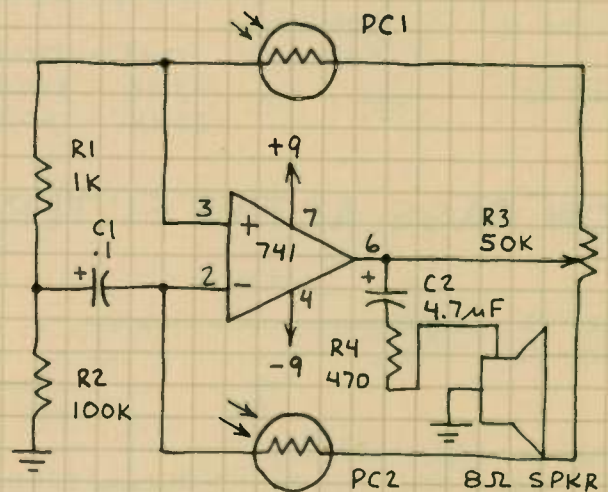 PC1
R1
1K
+9
C1
.1
+
3
+
7
741
2
-
4
-9
6
+
R3
50K
C2
4.7µF
R4
470
R2
100K
PC2
8Ω SPKR